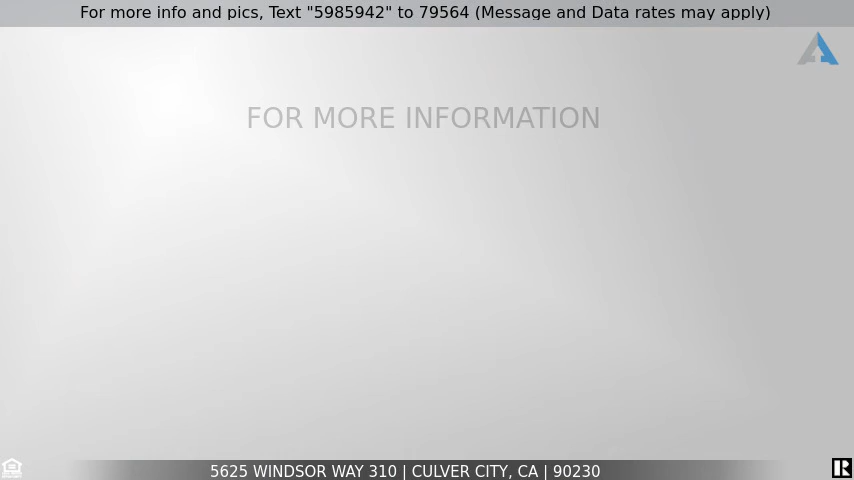 For more info and pics, Text "5985942" to 79564 (Message and Data rates may apply)
FOR MORE INFORMATION
5625 WINDSOR WAY 310 | CULVER CITY, CA | 90230